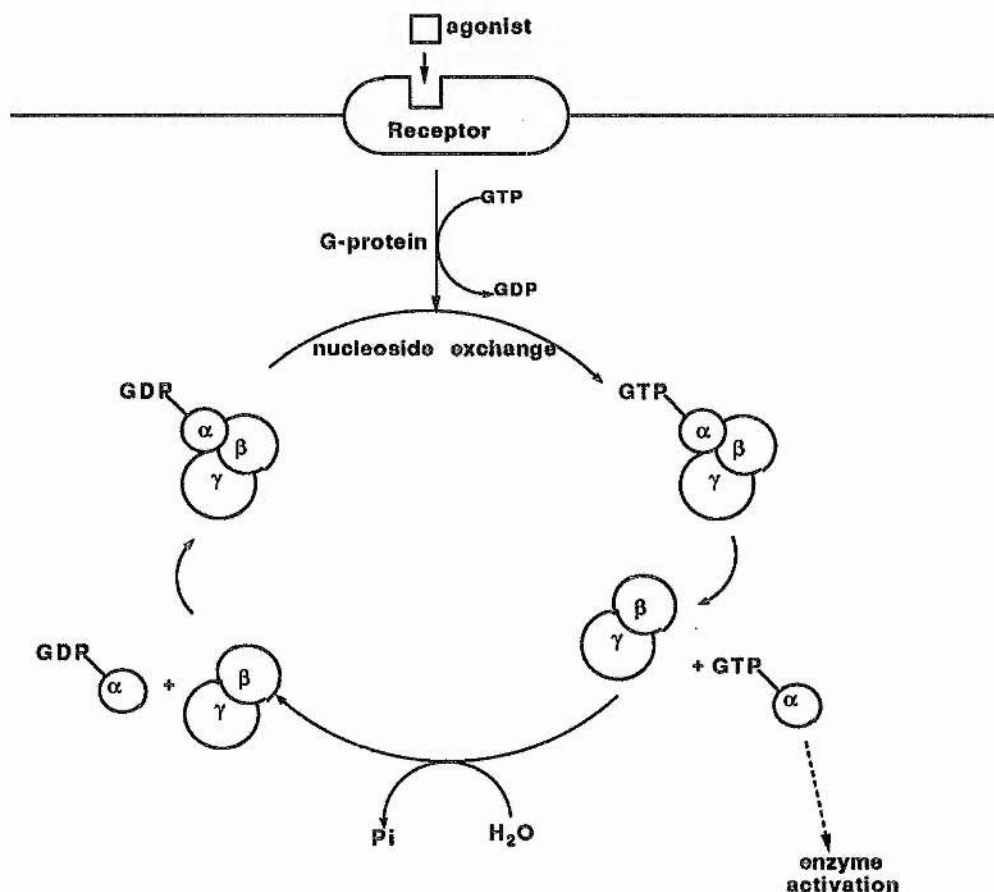 agonist
Receptor
GTP
G-protein
GDP
nucleoside exchange
GDP
α
β
γ
GTP
α
β
γ
β
γ
+ GTP
α
GDP
α
+
β
γ
Pi
H₂O
enzyme
activation